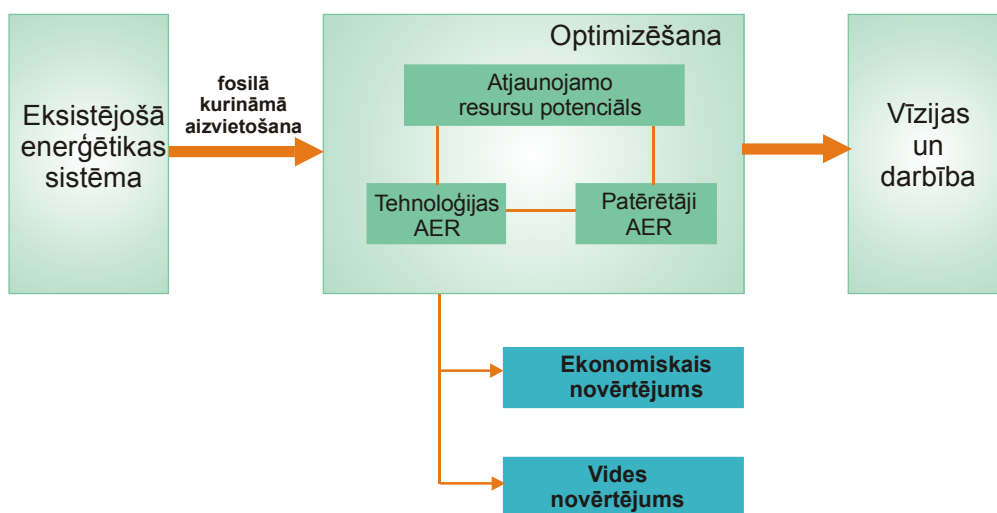 Eksistējošā
enerģētikas
sistēma
fosilā
kurināmā
aizvietošana
Optimizēšana
Atjaunojamo
resursu potenciāls
Tehnoloģijas
AER
Patērētāji
AER
Vīzijas
un
darbība
Ekonomiskais
novērtējums
Vides
novērtējums